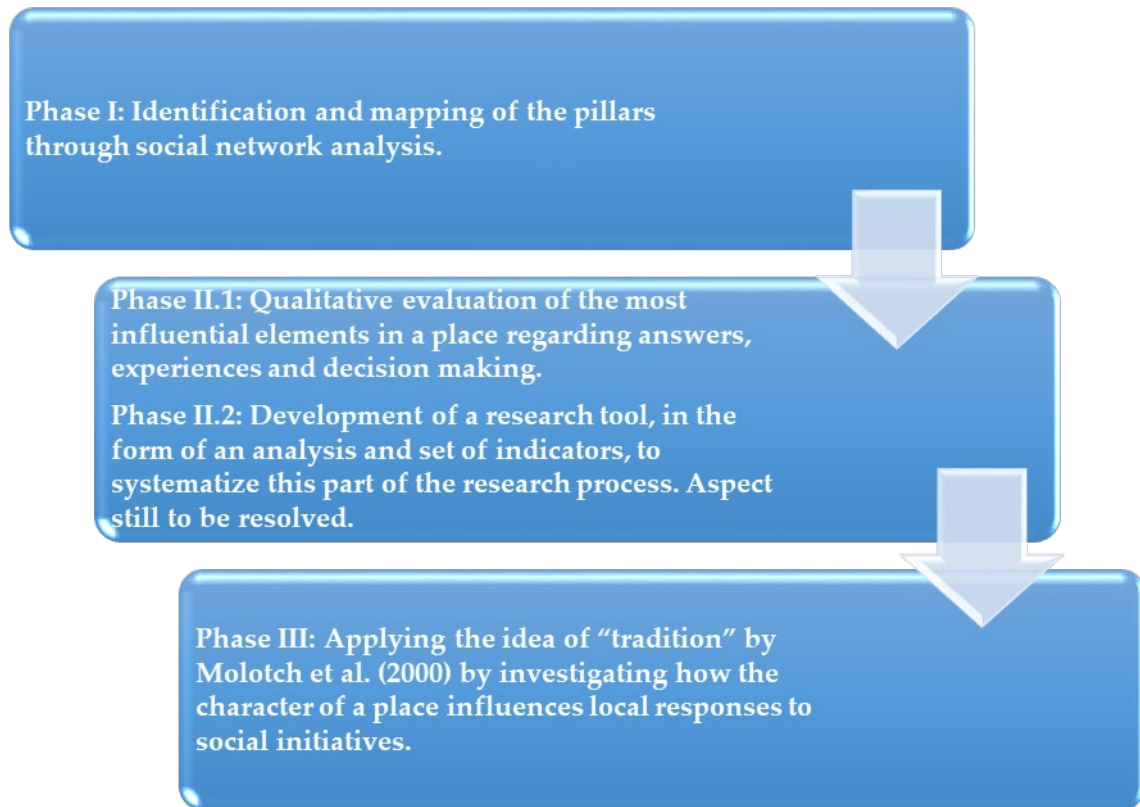 Phase I: Identification and mapping of the pillars
through social network analysis.
Phase II.1: Qualitative evaluation of the most
influential elements in a place regarding answers,
experiences and decision making.
Phase II.2: Development of a research tool, in the
form of an analysis and set of indicators, to
systematize this part of the research process. Aspect
still to be resolved.
Phase III: Applying the idea of “tradition” by
Molotch et al. (2000) by investigating how the
character of a place influences local responses to
social initiatives.